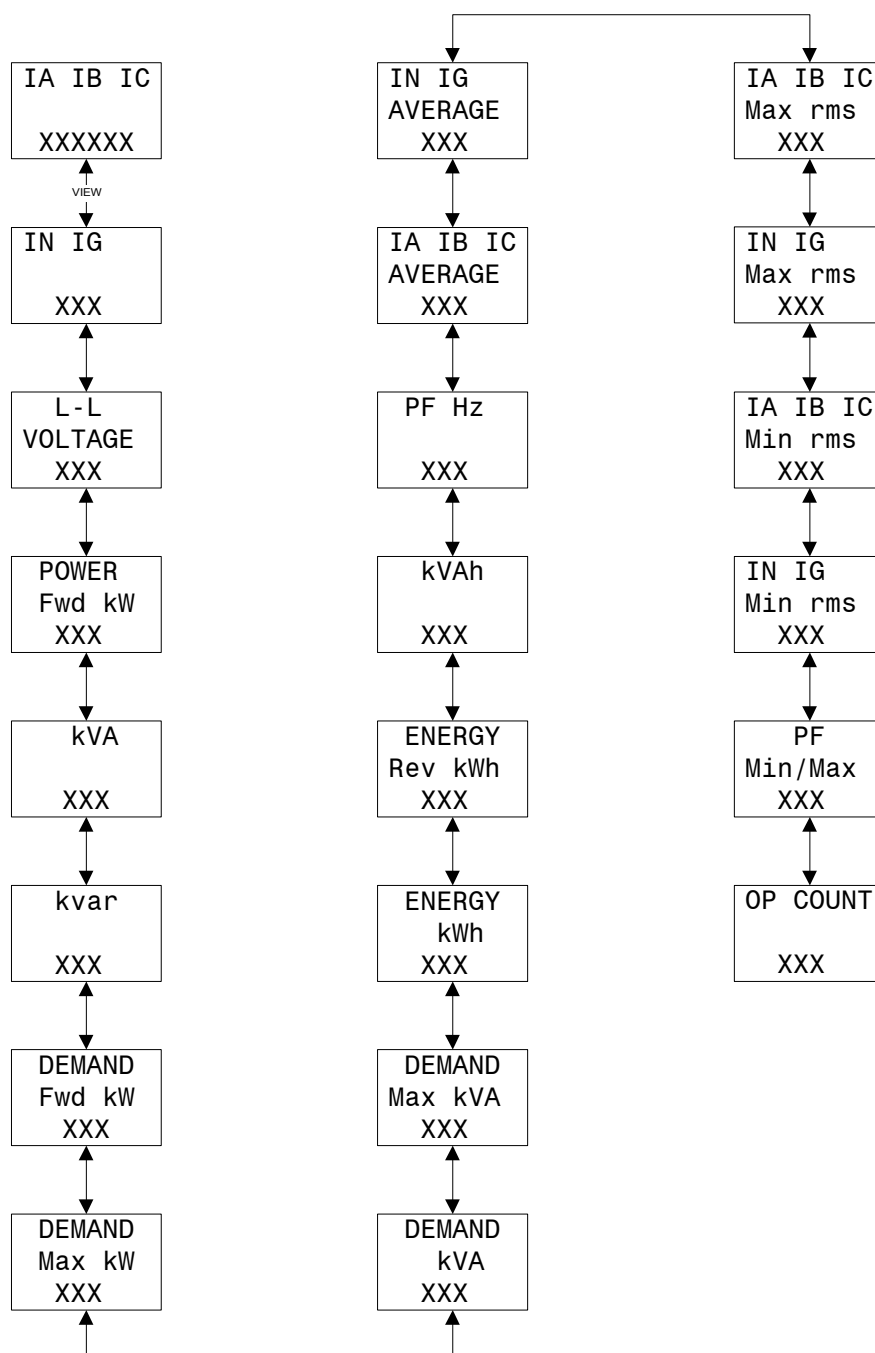 IA IB IC
XXXXXX
VIEW
IN IG
XXX
L-L
VOLTAGE
XXX
POWER
Fwd kW
XXX
kVA
XXX
kvar
XXX
DEMAND
Fwd kW
XXX
DEMAND
Max kW
XXX
IN IG
AVERAGE
XXX
IA IB IC
AVERAGE
XXX
PF Hz
XXX
kVAh
XXX
ENERGY
Rev kWh
XXX
ENERGY
kWh
XXX
DEMAND
Max kVA
XXX
DEMAND
kVA
XXX
IA IB IC
Max rms
XXX
IN IG
Max rms
XXX
IA IB IC
Min rms
XXX
IN IG
Min rms
XXX
PF
Min/Max
XXX
OP COUNT
XXX